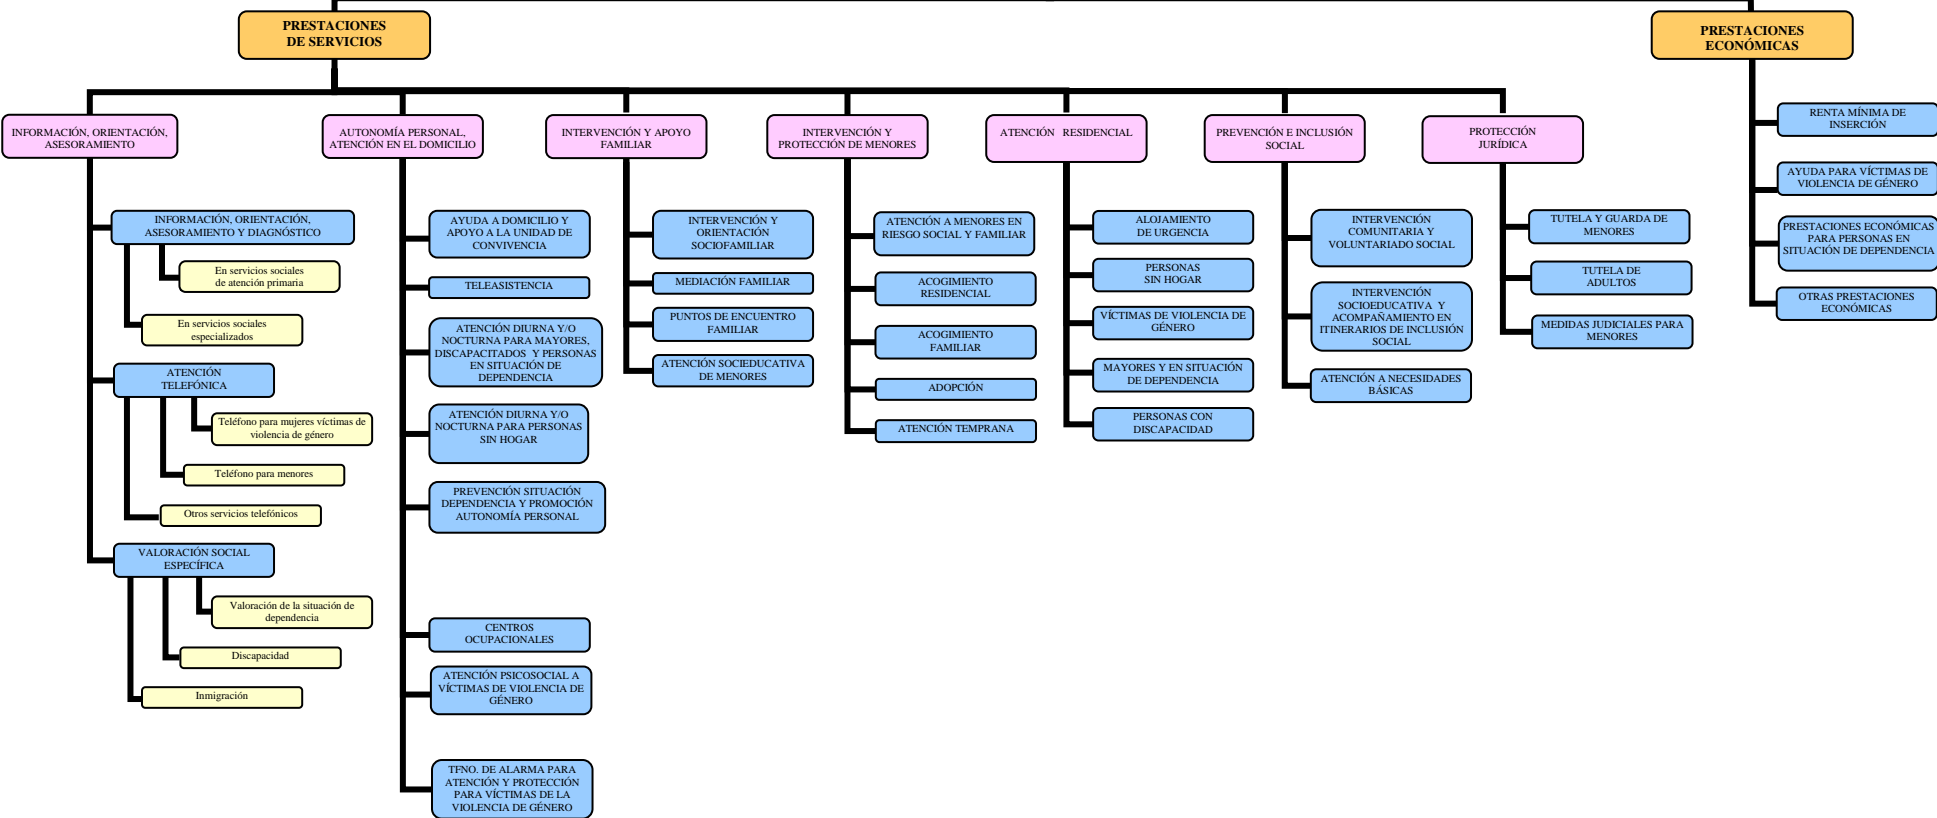 PRESTACIONES
DE SERVICIOS
PRESTACIONES
ECONÓMICAS
INFORMACIÓN, ORIENTACIÓN,
ASESORAMIENTO
INFORMACIÓN, ORIENTACIÓN,
ASESORAMIENTO Y DIAGNÓSTICO
En servicios sociales
de atención primaria
En servicios sociales
especializados
ATENCIÓN
TELEFÓNICA
Teléfono para mujeres víctimas de
violencia de género
Teléfono para menores
Otros servicios telefónicos
VALORACIÓN SOCIAL
ESPECÍFICA
Valoración de la situación de
dependencia
Discapacidad
Inmigración
AUTONOMÍA PERSONAL,
ATENCIÓN EN EL DOMICILIO
AYUDA A DOMICILIO Y
APOYO A LA UNIDAD DE
CONVIVENCIA
TELEASISTENCIA
ATENCIÓN DIURNA Y/O
NOCTURNA PARA MAYORES,
DISCAPACITADOS Y PERSONAS
EN SITUACIÓN DE
DEPENDENCIA
ATENCIÓN DIURNA Y/O
NOCTURNA PARA PERSONAS
SIN HOGAR
PREVENCIÓN SITUACIÓN
DEPENDENCIA Y PROMOCIÓN
AUTONOMÍA PERSONAL
CENTROS
OCUPACIONALES
ATENCIÓN PSICOSOCIAL A
VÍCTIMAS DE VIOLENCIA DE
GÉNERO
TFNO. DE ALARMA PARA
ATENCIÓN Y PROTECCIÓN
PARA VÍCTIMAS DE LA
VIOLENCIA DE GÉNERO
INTERVENCIÓN Y APOYO
FAMILIAR
INTERVENCIÓN Y
ORIENTACIÓN
SOCIOFAMILIAR
MEDIACIÓN FAMILIAR
PUNTOS DE ENCUENTRO
FAMILIAR
ATENCIÓN SOCIEDUCATIVA
DE MENORES
INTERVENCIÓN Y
PROTECCIÓN DE MENORES
ATENCIÓN A MENORES EN
RIESGO SOCIAL Y FAMILIAR
ACOGIMIENTO
RESIDENCIAL
ACOGIMIENTO
FAMILIAR
ADOPCIÓN
ATENCIÓN TEMPRANA
ATENCIÓN RESIDENCIAL
ALOJAMIENTO
DE URGENCIA
PERSONAS
SIN HOGAR
VÍCTIMAS DE VIOLENCIA DE
GÉNERO
MAYORES Y EN SITUACIÓN
DE DEPENDENCIA
PERSONAS CON
DISCAPACIDAD
PREVENCIÓN E INCLUSIÓN
SOCIAL
INTERVENCIÓN
COMUNITARIA Y
VOLUNTARIADO SOCIAL
INTERVENCIÓN
SOCIOEDUCATIVA Y
ACOMPAÑAMIENTO EN
ITINERARIOS DE INCLUSIÓN
SOCIAL
ATENCIÓN A NECESIDADES
BÁSICAS
PROTECCIÓN
JURÍDICA
TUTELA Y GUARDA DE
MENORES
TUTELA DE
ADULTOS
MEDIDAS JUDICIALES PARA
MENORES
RENTA MÍNIMA DE
INSERCIÓN
AYUDA PARA VÍCTIMAS DE
VIOLENCIA DE GÉNERO
PRESTACIONES ECONÓMICAS
PARA PERSONAS EN
SITUACIÓN DE DEPENDENCIA
OTRAS PRESTACIONES
ECONÓMICAS